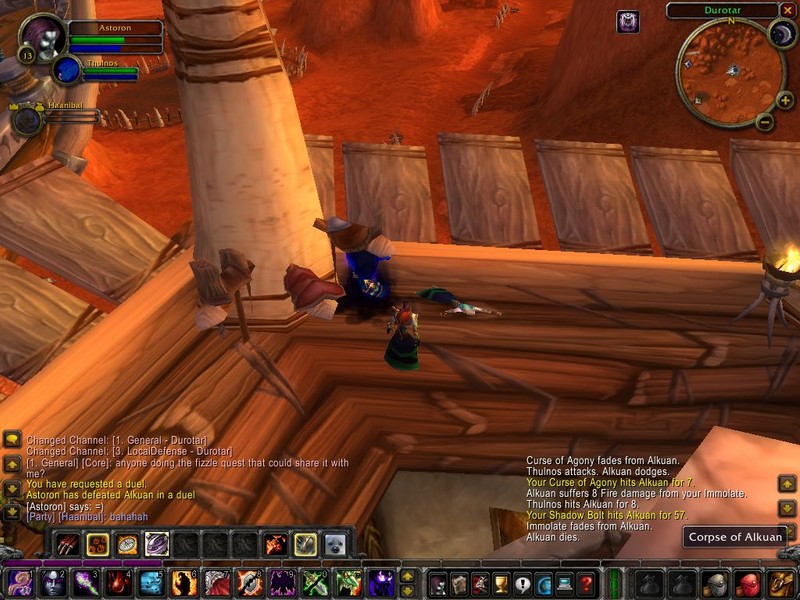 Astoron
13
Thulnos
Haanibal
Durotar
N
Changed Channel: [1. General - Durotar]
Changed Channel: [3. LocalDefense - Durotar]
[1. General] [Core]: anyone doing the fizzle quest that could share it with
me?
You have requested a duel.
Astoron has defeated Alkuan in a duel
[Astoron] says: =)
[Party] [Haanibal]: bahahah
Curse of Agony fades from Alkuan.
Thulnos attacks. Alkuan dodges.
Your Curse of Agony hits Alkuan for 7.
Alkuan suffers 8 Fire damage from your Immolate.
Thulnos hits Alkuan for 8.
Your Shadow Bolt hits Alkuan for 57.
Immolate fades from Alkuan.
Alkuan dies.
Corpse of Alkuan